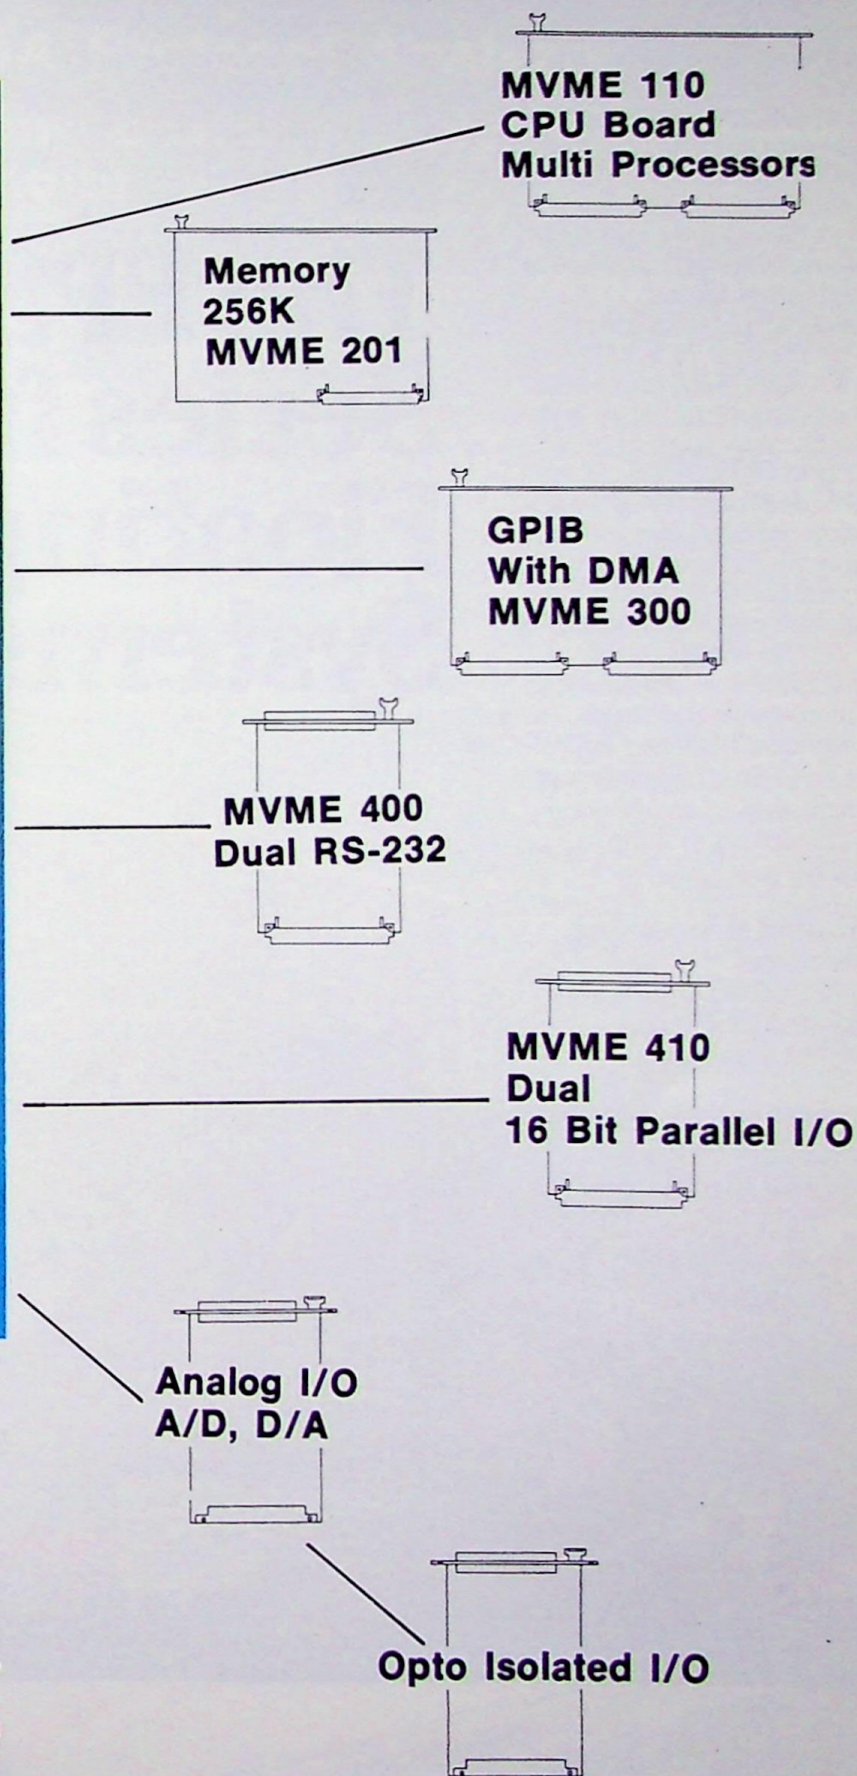 MVME 110
CPU Board
Multi Processors
Memory
256K
MVME 201
GPIB
With DMA
MVME 300
MVME 400
Dual RS-232
MVME 410
Dual
16 Bit Parallel I/O
Analog I/O
A/D, D/A
Opto Isolated I/O